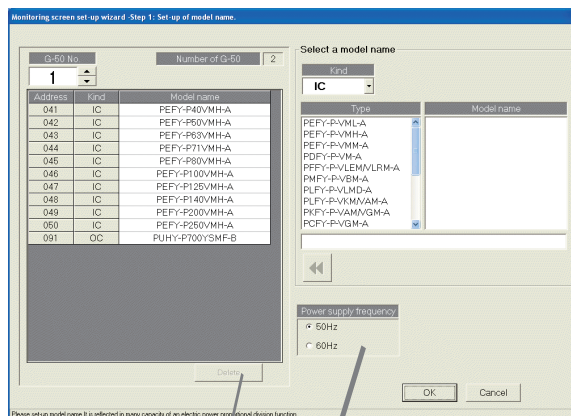 Monitoring screen set-up wizard -Step 1: Set-up of model name.
G-50 No
Number of G-50 2
1
Address Kind Model name
041 IC PEFY-P40VMH-A
042 IC PEFY-P50VMH-A
043 IC PEFY-P63VMH-A
044 IC PEFY-P71VMH-A
045 IC PEFY-P80VMH-A
046 IC PEFY-P100VMH-A
047 IC PEFY-P125VMH-A
048 IC PEFY-P140VMH-A
049 IC PEFY-P200VMH-A
050 IC PEFY-P250VMH-A
091 OC PUHY-P700YSMF-B
Delete
Select a model name
Kind
IC
Type Model name
PEFY-P-VML-A
PEFY-P-VMH-A
PEFY-P-VMM-A
PDFY-P-VM-A
PFFY-P-VLEM/VLRM-A
PMFY-P-VBM-A
PLFY-P-VLMD-A
PLFY-P-VKM/VAM-A
PKFY-P-VAM/VGM-A
PCFY-P-VGM-A
Power supply frequency
50Hz
60Hz
OK Cancel
Please set-up model name.It is reflected in many capacity of an electric power proportional division function.